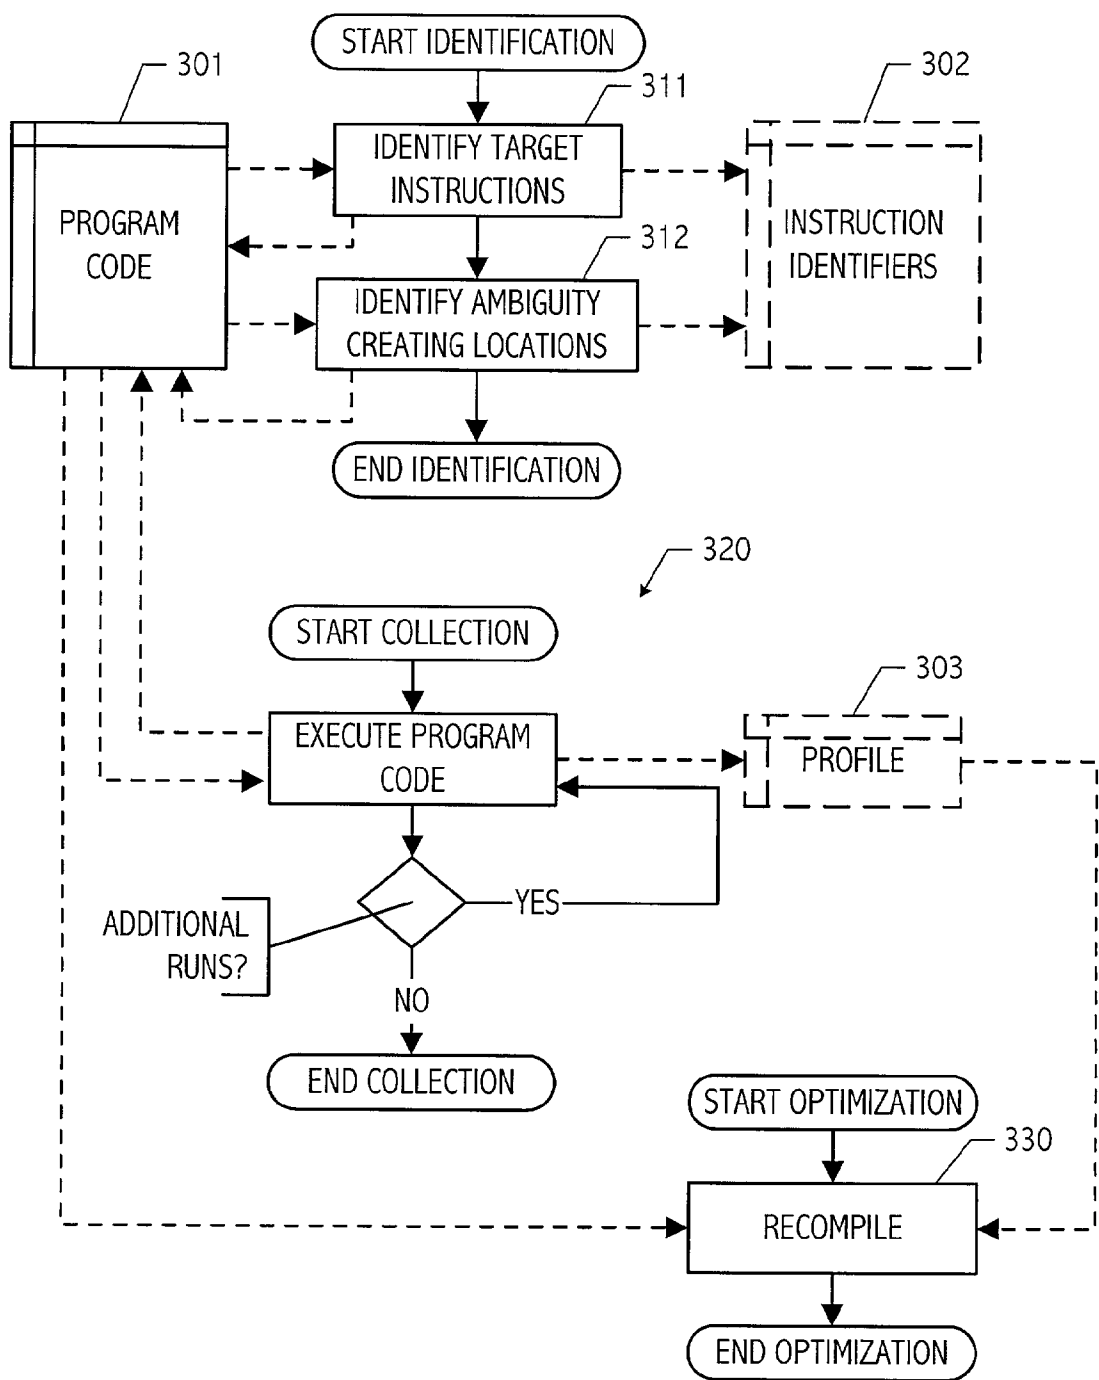 START IDENTIFICATION
301
311
302
IDENTIFY TARGET
INSTRUCTIONS
PROGRAM
CODE
INSTRUCTION
IDENTIFIERS
312
IDENTIFY AMBIGUITY
CREATING LOCATIONS
END IDENTIFICATION
320
START COLLECTION
303
EXECUTE PROGRAM
CODE
PROFILE
YES
ADDITIONAL
RUNS?
NO
END COLLECTION
START OPTIMIZATION
330
RECOMPILE
END OPTIMIZATION